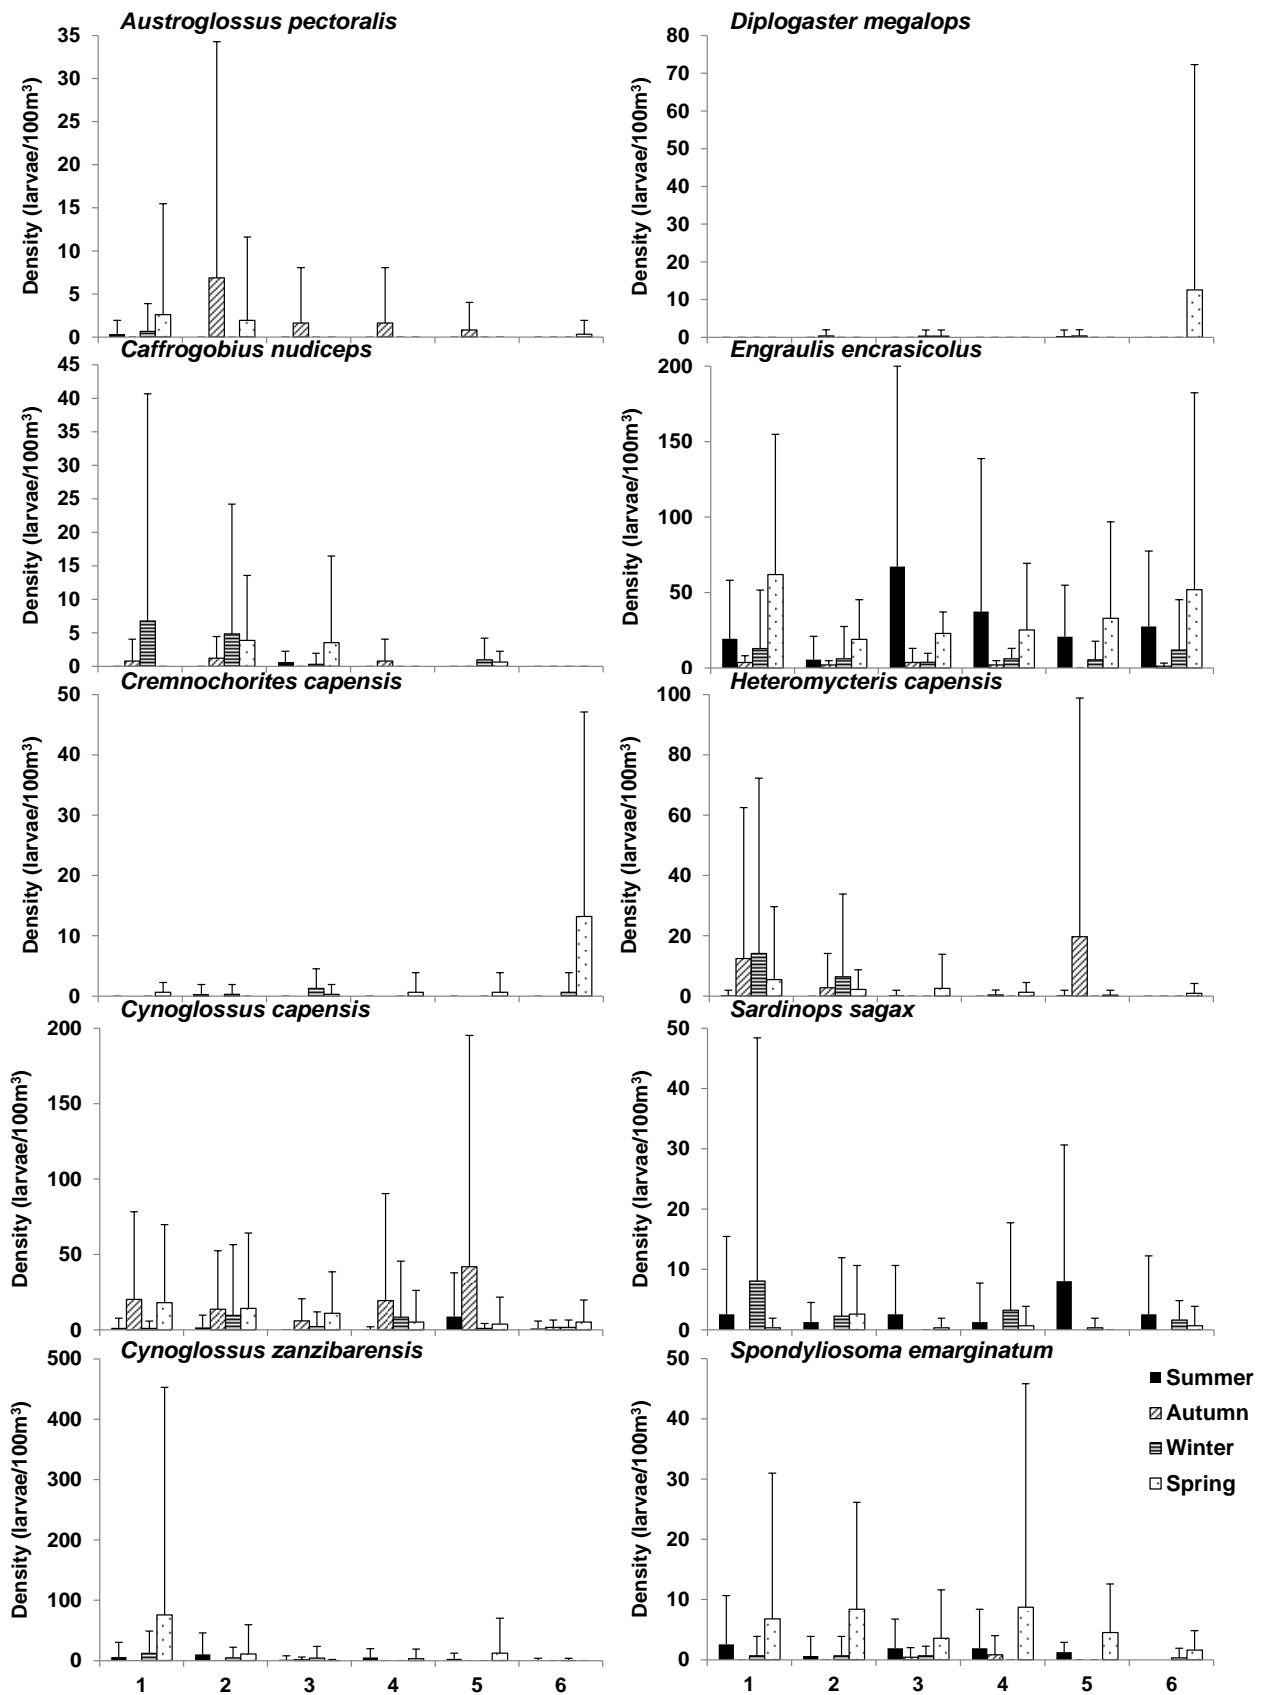 Austroglossus pectoralis
Density (larvae/100m³)
35
30
25
20
15
10
5
0
Diplogaster megalops
Density (larvae/100m³)
80
70
60
50
40
30
20
10
0
Caffrogobius nudiceps
Density (larvae/100m³)
45
40
35
30
25
20
15
10
5
0
Engraulis encrasicolus
Density (larvae/100m³)
200
150
100
50
0
Cremnochorites capensis
Density (larvae/100m³)
50
40
30
20
10
0
Heteromycteris capensis
Density (larvae/100m³)
100
80
60
40
20
0
Cynoglossus capensis
Density (larvae/100m³)
200
150
100
50
0
Sardinops sagax
Density (larvae/100m³)
50
40
30
20
10
0
Cynoglossus zanzibarensis
Density (larvae/100m³)
500
400
300
200
100
0
1 2 3 4 5 6
Spondyliosoma emarginatum
Density (larvae/100m³)
50
40
30
20
10
0
1 2 3 4 5 6
Summer
Autumn
Winter
Spring